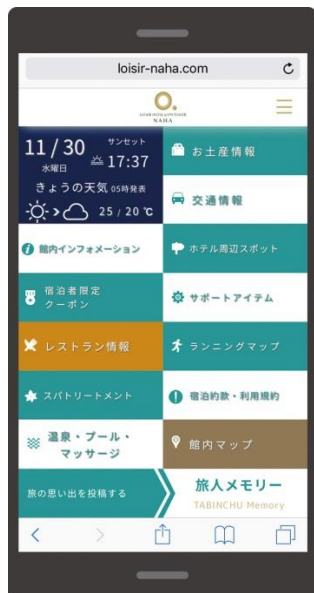 loisir-naha.com
NAHA
11/30
水曜日
サンセット
17:37
きょうの天気 05時発表
25 / 20 ℃
お土産情報
交通情報
館内インフォメーション
ホテル周辺スポット
宿泊者限定
クーポン
サポートアイテム
レストラン情報
ランニングマップ
スパトリートメント
宿泊約款・利用規約
温泉・プール・
マッサージ
館内マップ
旅の思い出を投稿する
旅人メモリー
TABINCHU Memory